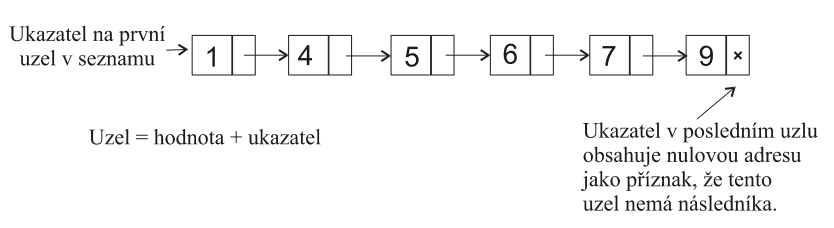 Ukazatel na první
uzel v seznamu
1 4 5 6 7 9 ×
Uzel = hodnota + ukazatel
Ukazatel v posledním uzlu
obsahuje nulovou adresu
jako příznak, že tento
uzel nemá následníka.